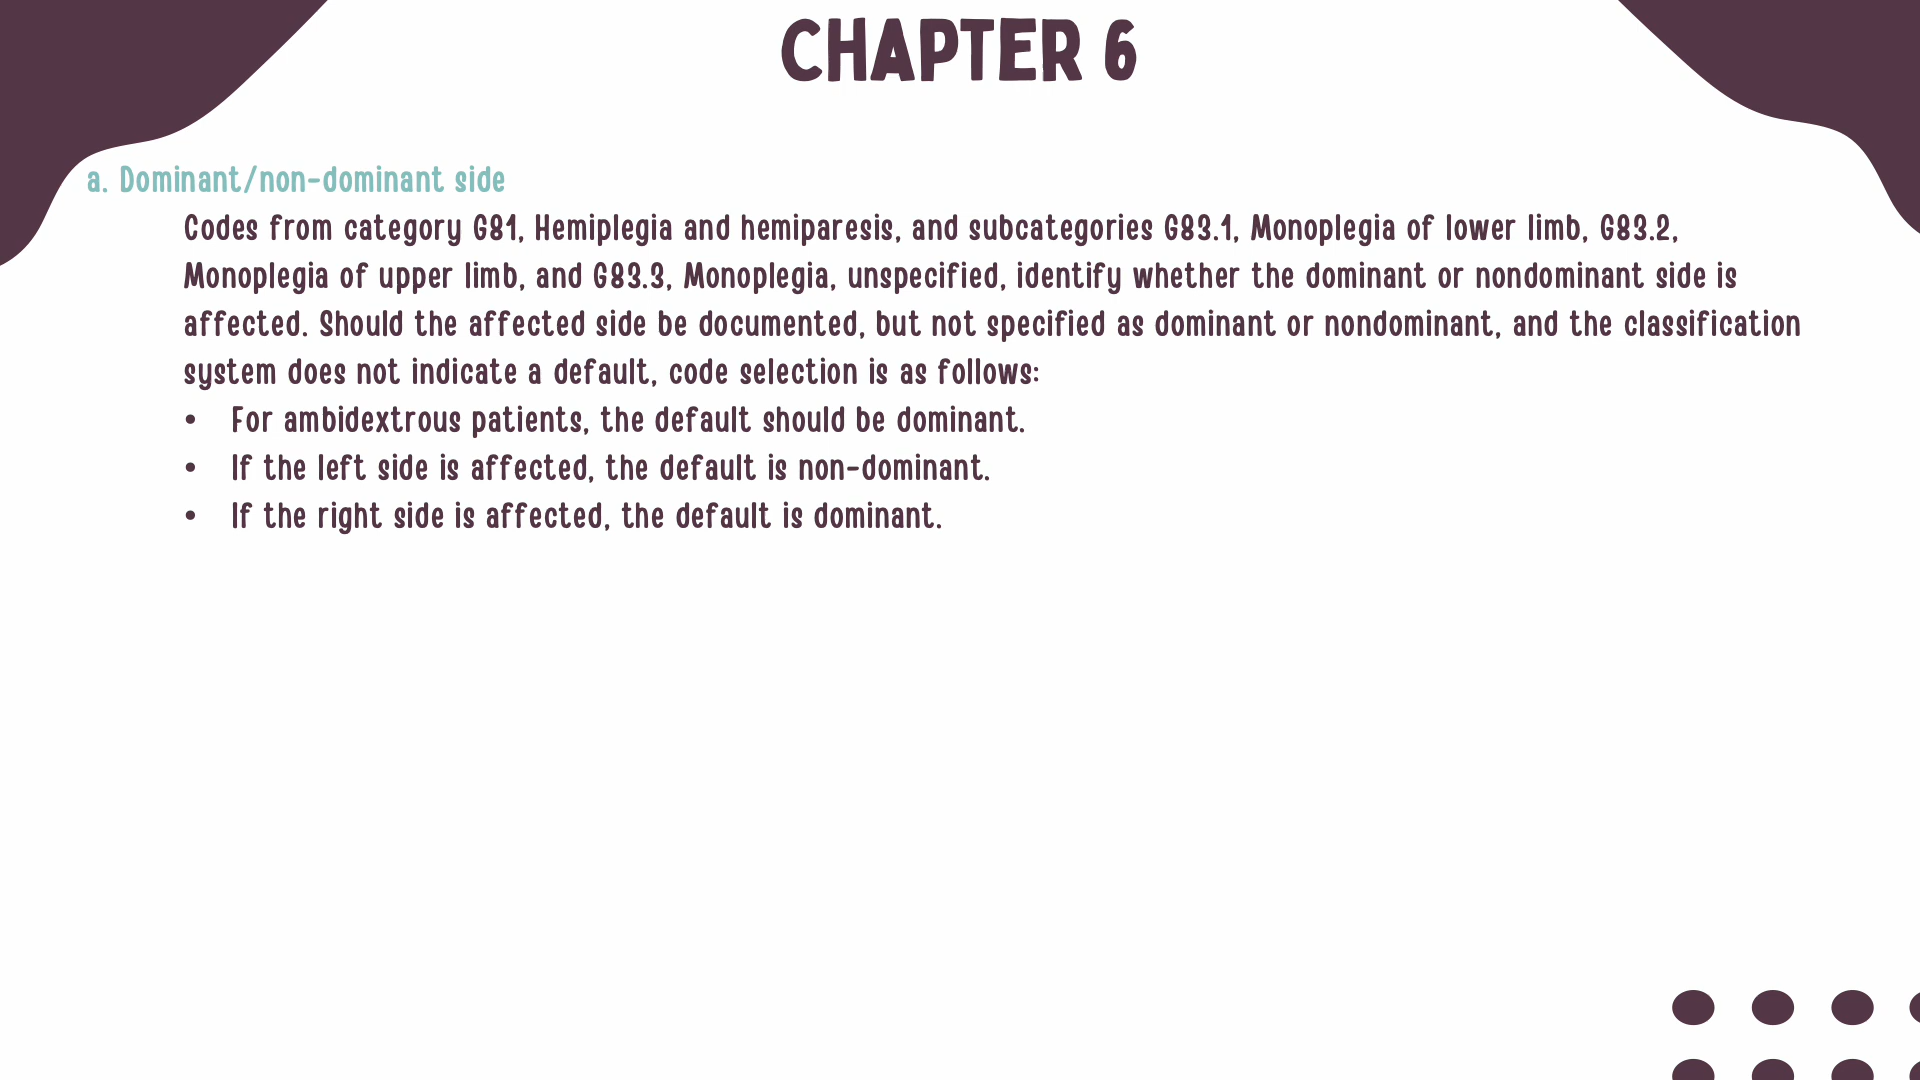 CHAPTER 6
a. Dominant/non-dominant side
Codes from category G81, Hemiplegia and hemiparesis, and subcategories G83.1, Monoplegia of lower limb, G83.2,
Monoplegia of upper limb, and G83.3, Monoplegia, unspecified, identify whether the dominant or nondominant side is
affected. Should the affected side be documented, but not specified as dominant or nondominant, and the classification
system does not indicate a default, code selection is as follows:
• For ambidextrous patients, the default should be dominant.
• If the left side is affected, the default is non-dominant.
• If the right side is affected, the default is dominant.